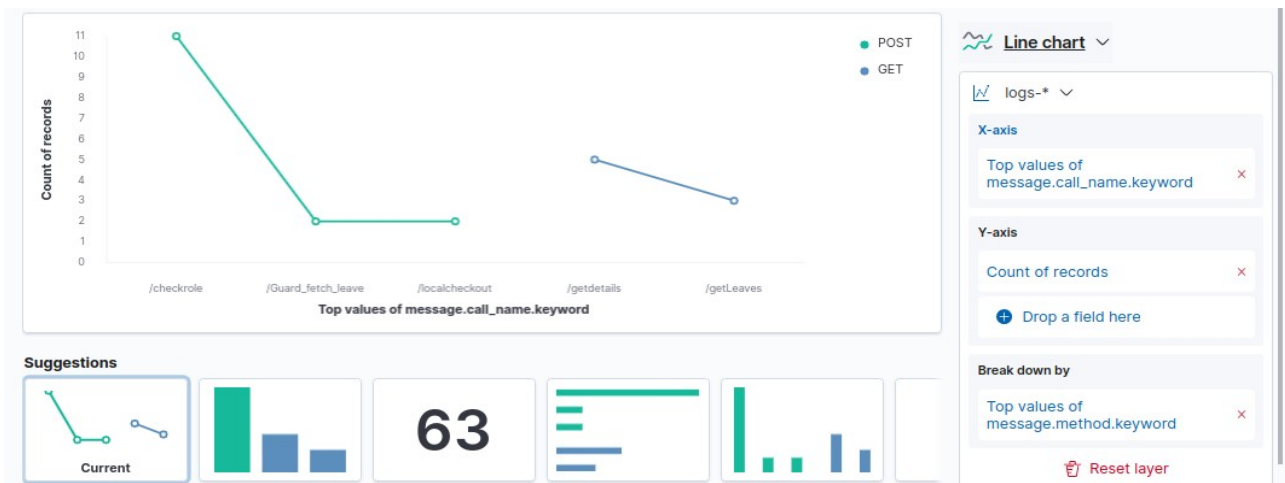 11
10
9
8
7
6
5
4
3
2
1
0
Count of records
/checkrole
/Guard_fetch_leave
/localcheckout
/getdetails
/getLeaves
Top values of message.call_name.keyword
POST
GET
Suggestions
Current
63
Line chart
logs-*
X-axis
Top values of
message.call_name.keyword
Y-axis
Count of records
Drop a field here
Break down by
Top values of
message.method.keyword
Reset layer